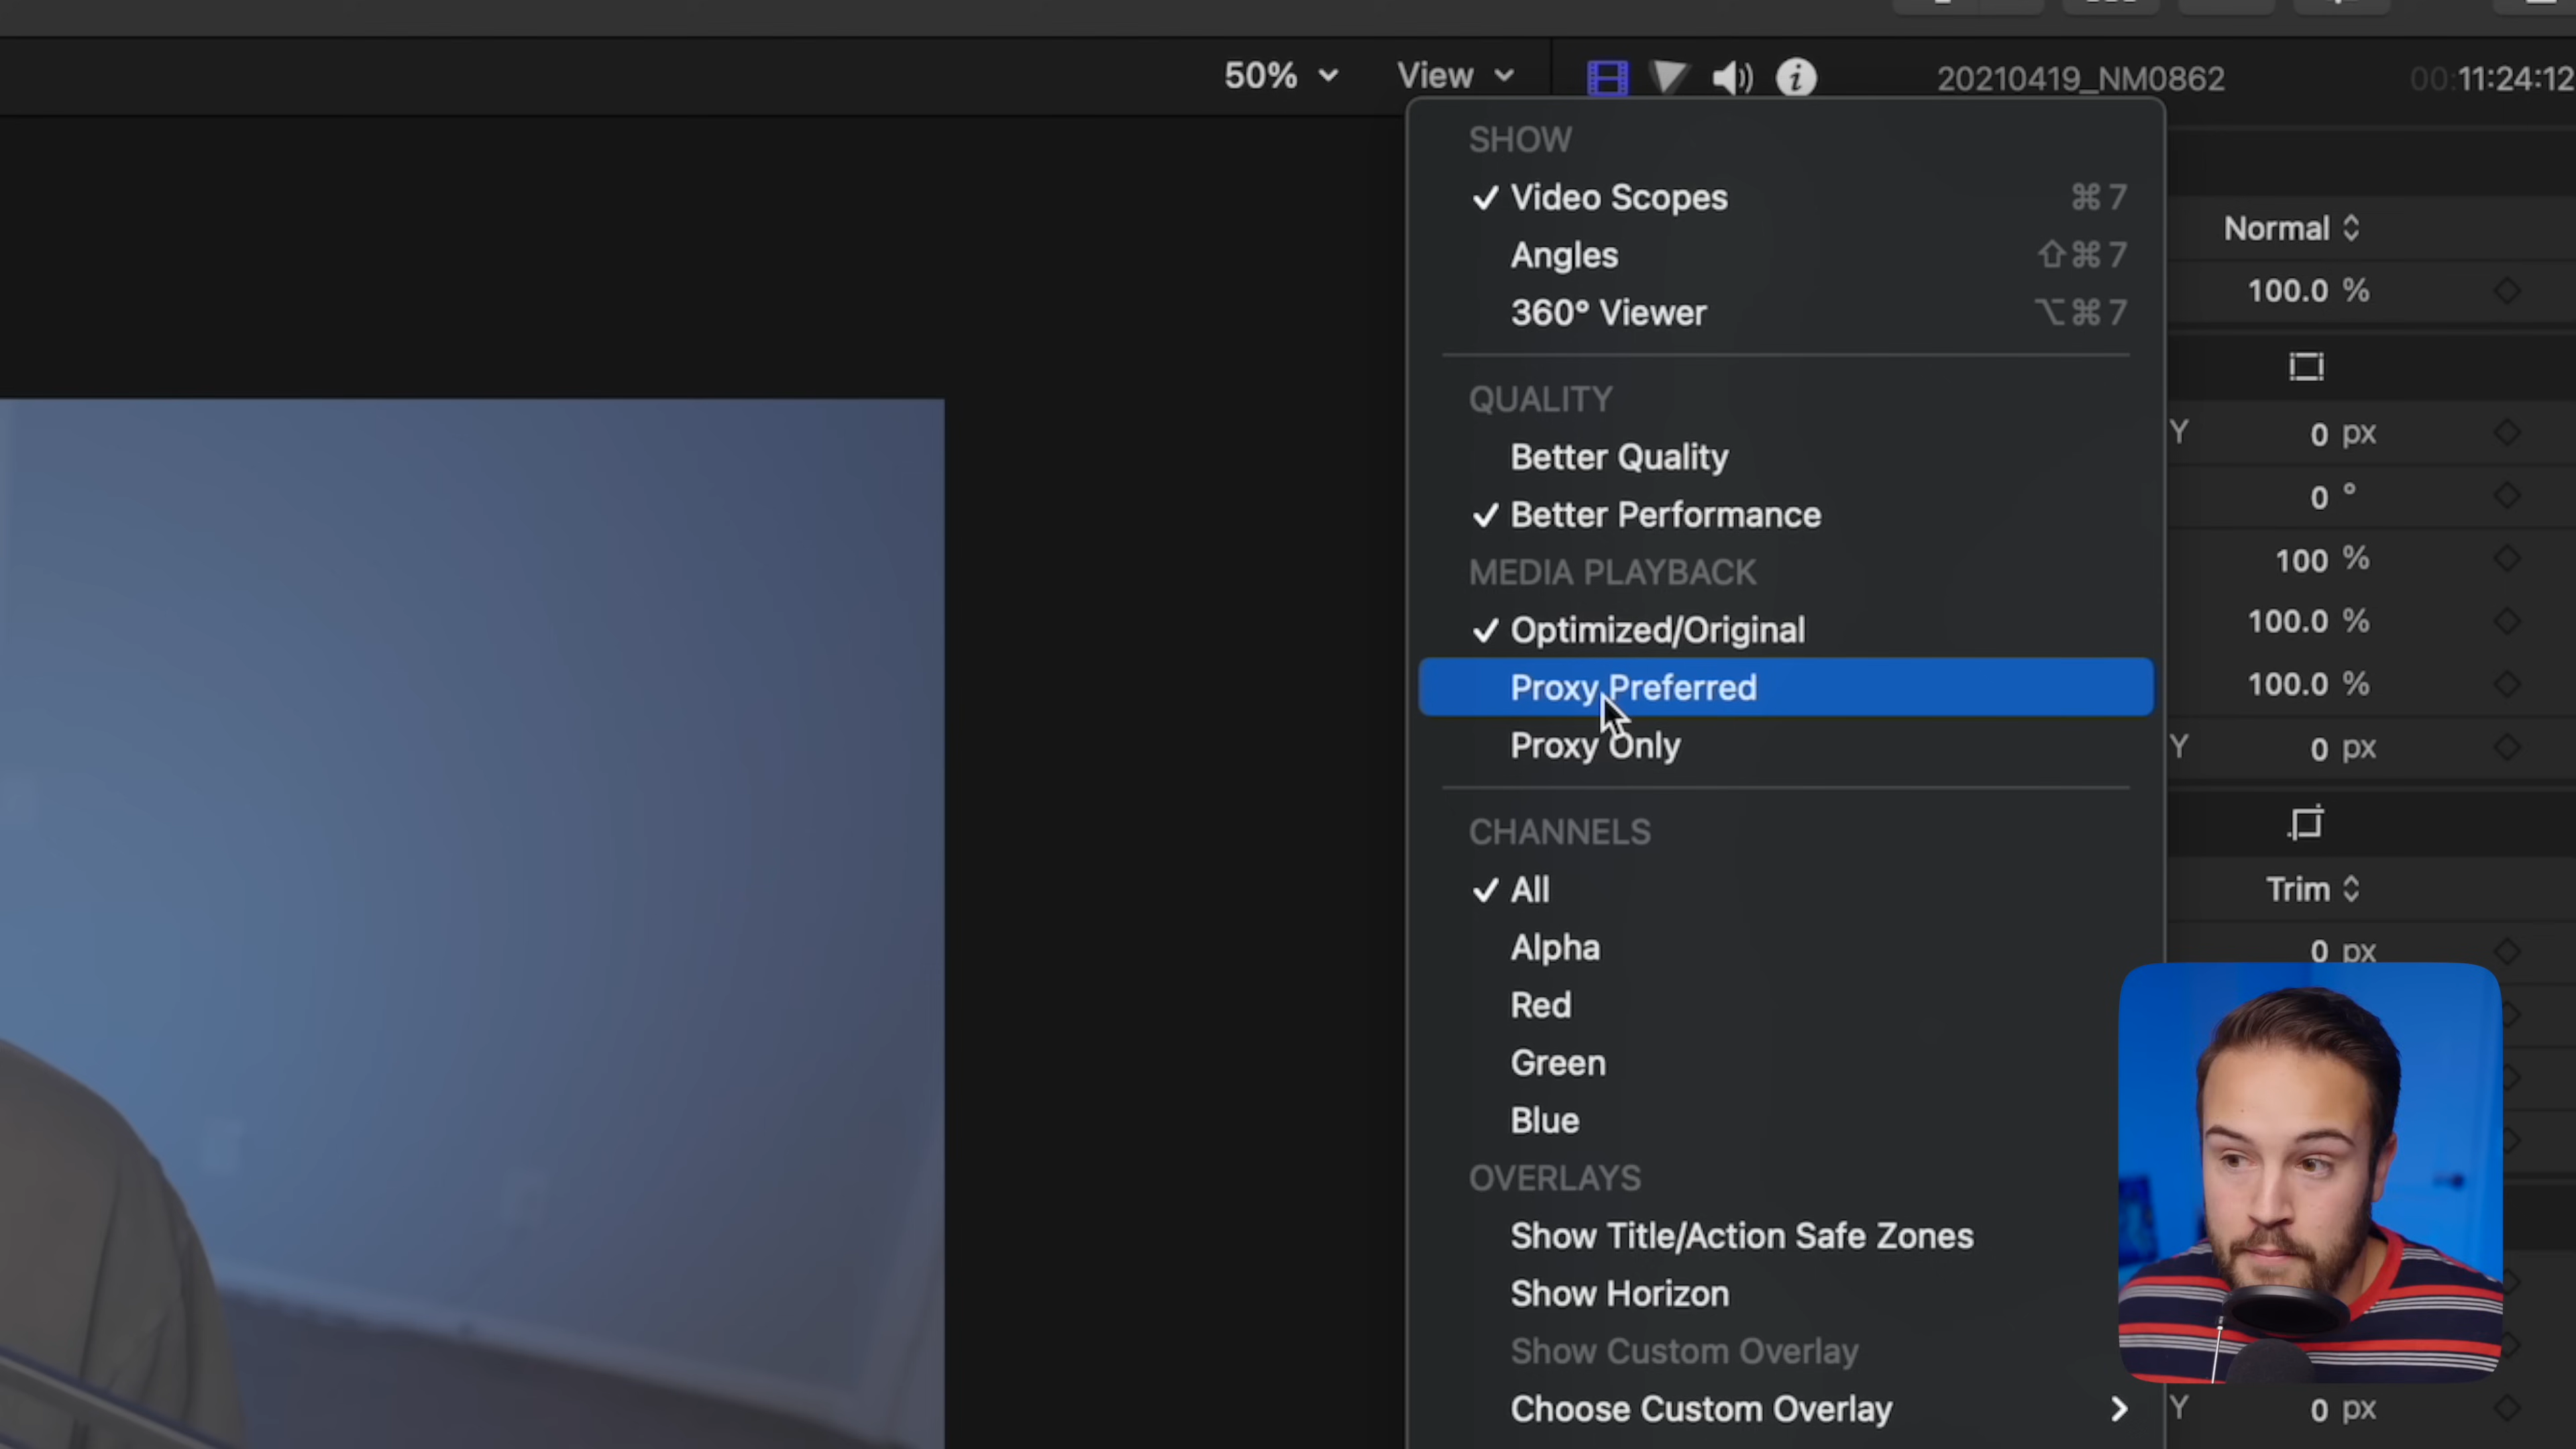 50% View 20210419_NM0862 00:11:24:12
SHOW
✓ Video Scopes ⌘7
Angles ⇧⌘7
360° Viewer ⌥⌘7
QUALITY
Better Quality
✓ Better Performance
MEDIA PLAYBACK
✓ Optimized/Original
Proxy Preferred
Proxy Only
CHANNELS
✓ All
Alpha
Red
Green
Blue
OVERLAYS
Show Title/Action Safe Zones
Show Horizon
Show Custom Overlay
Choose Custom Overlay
Normal
100.0 %
Y 0 px
0 °
100 %
100.0 %
100.0 %
Y 0 px
Trim
0 px
Y 0 px